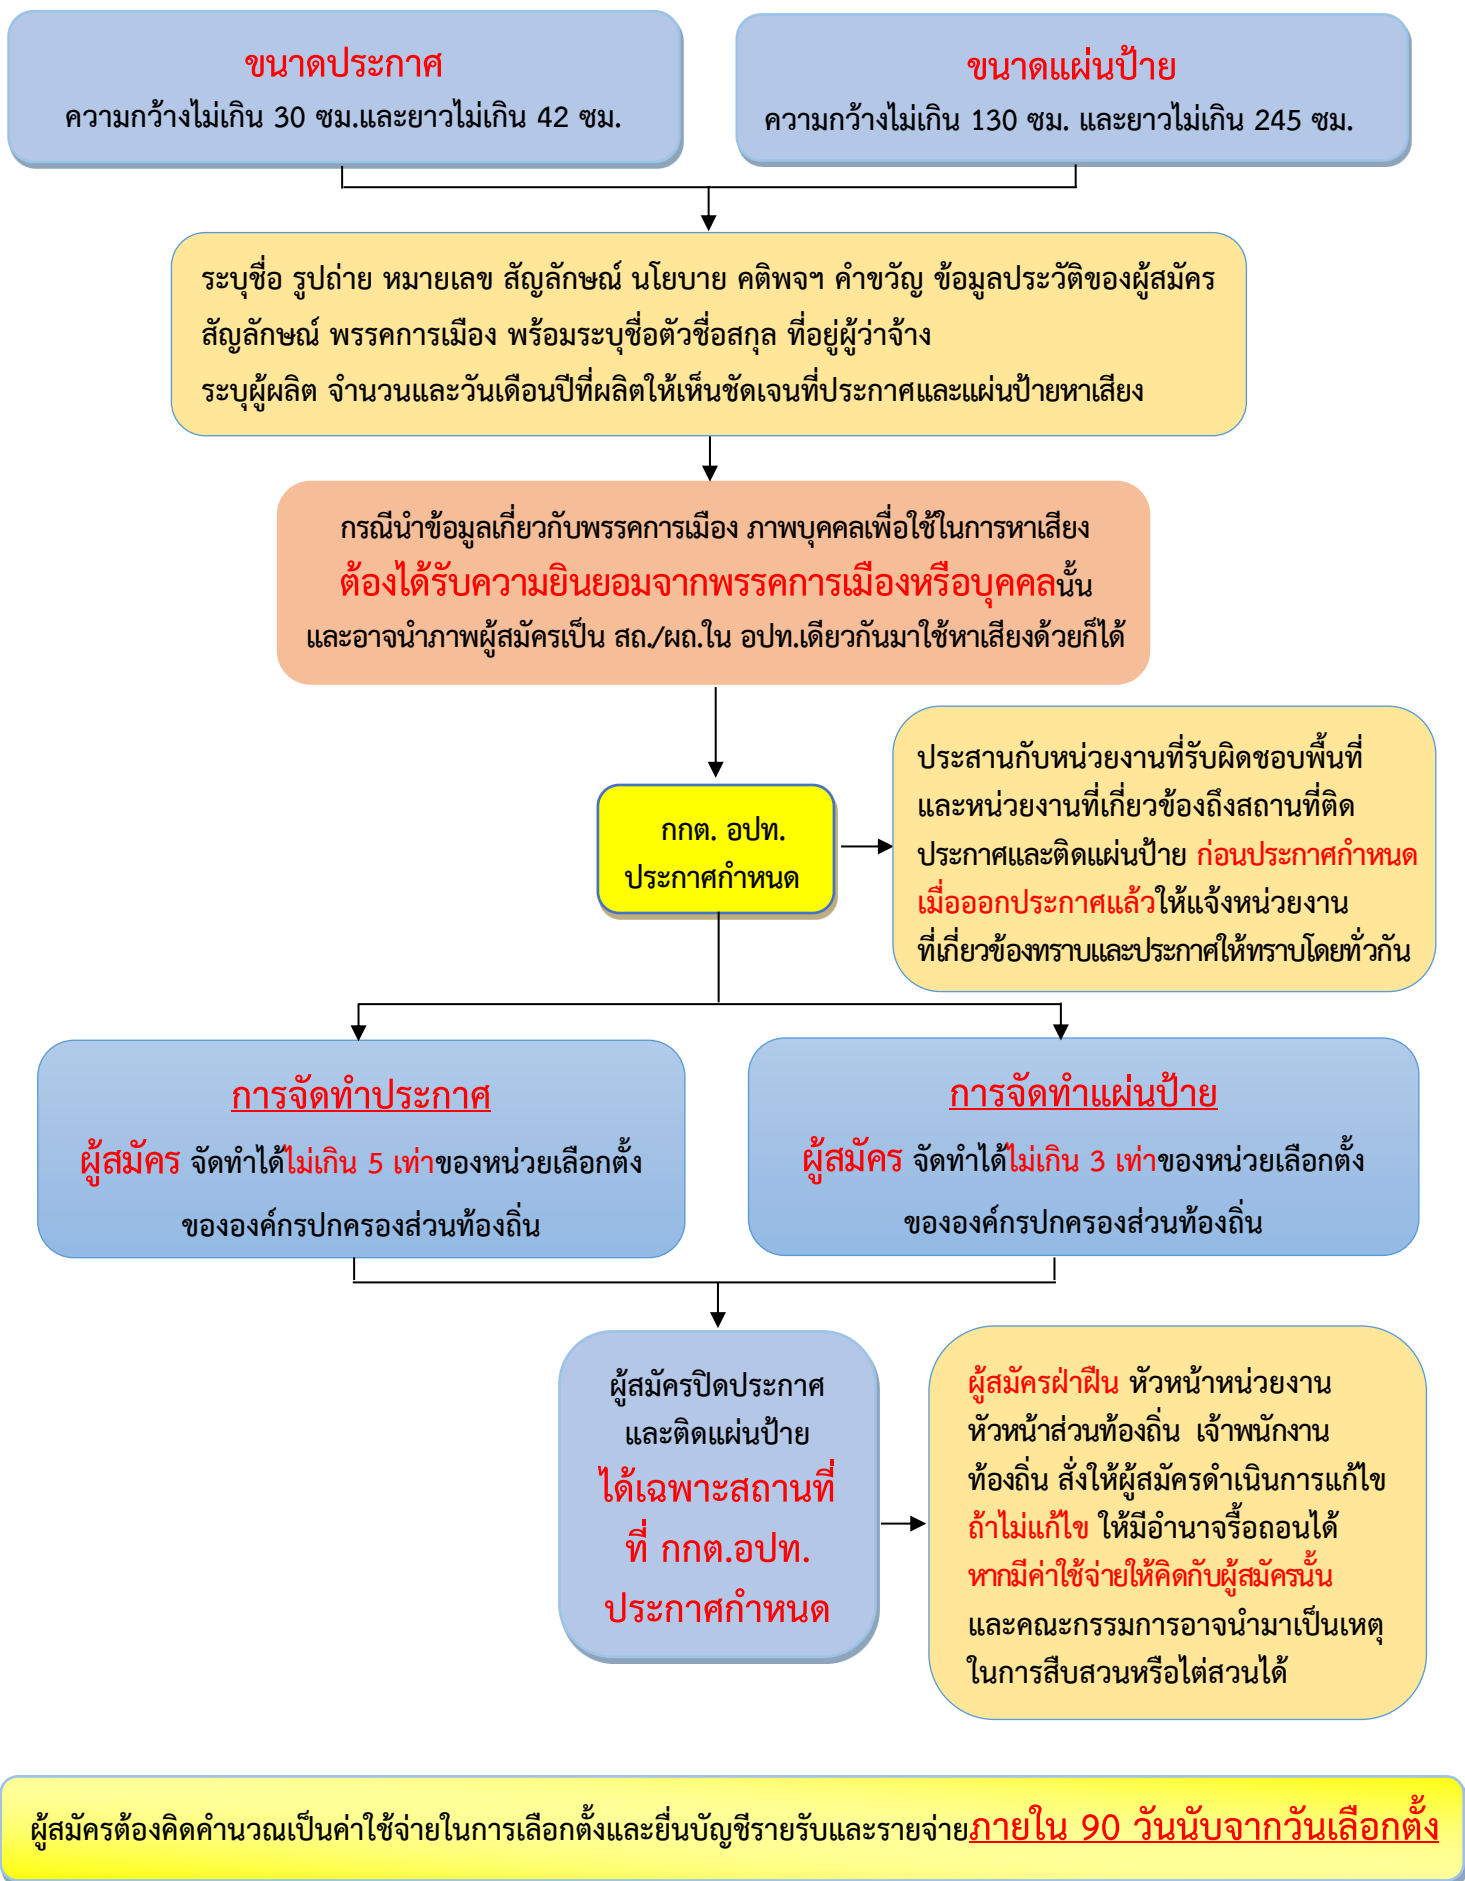 ขนาดประกาศ
ความกว้างไม่เกิน 30 ซม.และยาวไม่เกิน 42 ซม.
ขนาดแผ่นป้าย
ความกว้างไม่เกิน 130 ซม. และยาวไม่เกิน 245 ซม.
ระบุชื่อ รูปถ่าย หมายเลข สัญลักษณ์ นโยบาย คติพจฯ คำขวัญ ข้อมูลประวัติของผู้สมัคร
สัญลักษณ์ พรรคการเมือง พร้อมระบุชื่อตัวชื่อสกุล ที่อยู่ผู้ว่าจ้าง
ระบุผู้ผลิต จำนวนและวันเดือนปีที่ผลิตให้เห็นชัดเจนที่ประกาศและแผ่นป้ายหาเสียง
กรณีนำข้อมูลเกี่ยวกับพรรคการเมือง ภาพบุคคลเพื่อใช้ในการหาเสียง
ต้องได้รับความยินยอมจากพรรคการเมืองหรือบุคคลนั้น
และอาจนำภาพผู้สมัครเป็น สถ./ผถ.ใน อปท.เดียวกันมาใช้หาเสียงด้วยก็ได้
กกต. อปท.
ประกาศกำหนด
ประสานกับหน่วยงานที่รับผิดชอบพื้นที่
และหน่วยงานที่เกี่ยวข้องถึงสถานที่ติด
ประกาศและติดแผ่นป้าย ก่อนประกาศกำหนด
เมื่อออกประกาศแล้วให้แจ้งหน่วยงาน
ที่เกี่ยวข้องทราบและประกาศให้ทราบโดยทั่วกัน
การจัดทำประกาศ
ผู้สมัคร จัดทำได้ไม่เกิน 5 เท่าของหน่วยเลือกตั้ง
ขององค์กรปกครองส่วนท้องถิ่น
การจัดทำแผ่นป้าย
ผู้สมัคร จัดทำได้ไม่เกิน 3 เท่าของหน่วยเลือกตั้ง
ขององค์กรปกครองส่วนท้องถิ่น
ผู้สมัครปิดประกาศ
และติดแผ่นป้าย
ได้เฉพาะสถานที่
ที่ กกต.อปท.
ประกาศกำหนด
ผู้สมัครฝ่าฝืน หัวหน้าหน่วยงาน
หัวหน้าส่วนท้องถิ่น เจ้าพนักงาน
ท้องถิ่น สั่งให้ผู้สมัครดำเนินการแก้ไข
ถ้าไม่แก้ไข ให้มีอำนาจรื้อถอนได้
หากมีค่าใช้จ่ายให้คิดกับผู้สมัครนั้น
และคณะกรรมการอาจนำมาเป็นเหตุ
ในการสืบสวนหรือไต่สวนได้
ผู้สมัครต้องคิดคำนวณเป็นค่าใช้จ่ายในการเลือกตั้งและยื่นบัญชีรายรับและรายจ่ายภายใน 90 วันนับจากวันเลือกตั้ง